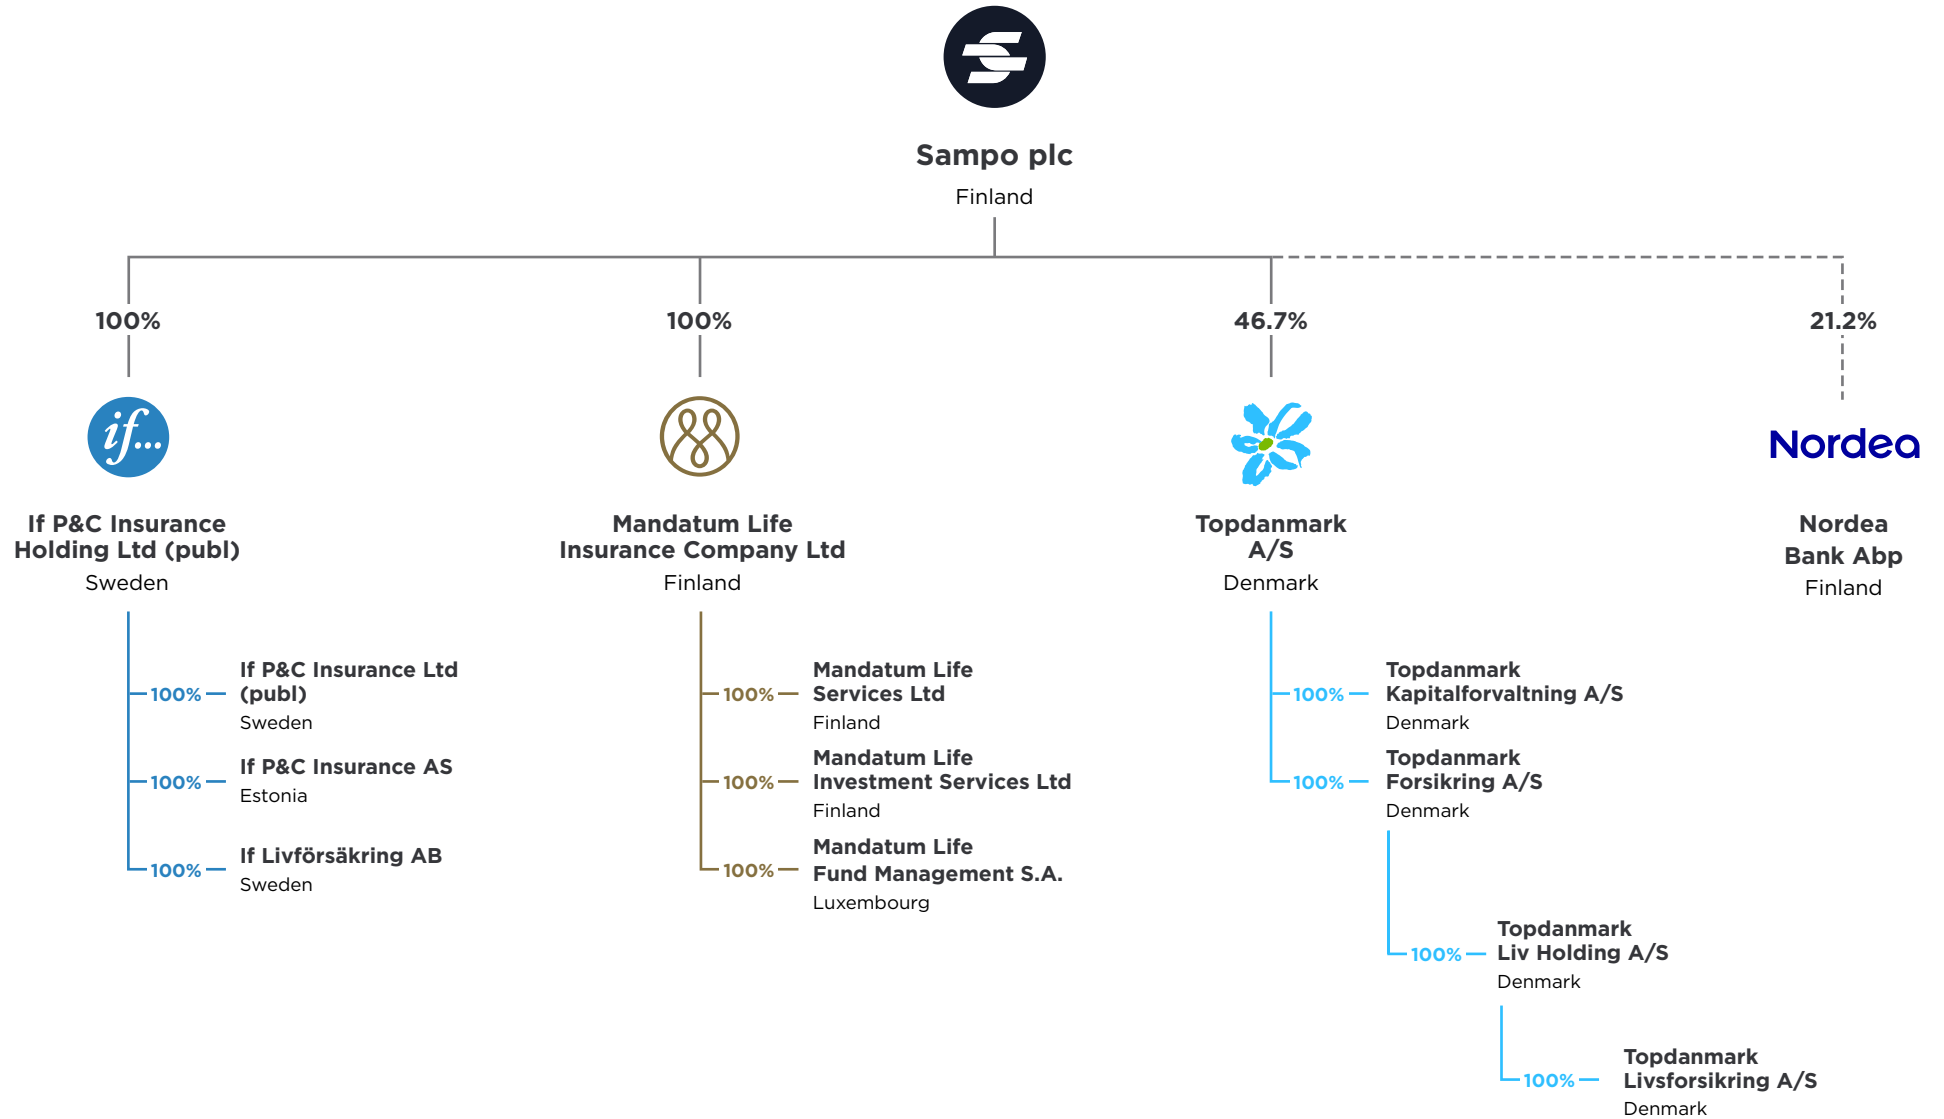 Sampo plc
Finland
100%
100%
46.7%
21.2%
if...
Nordea
If P&C Insurance
Holding Ltd (publ)
Sweden
Mandatum Life
Insurance Company Ltd
Finland
Topdanmark
A/S
Denmark
Nordea
Bank Abp
Finland
100%
If P&C Insurance Ltd
(publ)
Sweden
100%
If P&C Insurance AS
Estonia
100%
If Livförsäkring AB
Sweden
100%
Mandatum Life
Services Ltd
Finland
100%
Mandatum Life
Investment Services Ltd
Finland
100%
Mandatum Life
Fund Management S.A.
Luxembourg
100%
Topdanmark
Kapitalforvaltning A/S
Denmark
100%
Topdanmark
Forsikring A/S
Denmark
100%
Topdanmark
Liv Holding A/S
Denmark
100%
Topdanmark
Livsforsikring A/S
Denmark